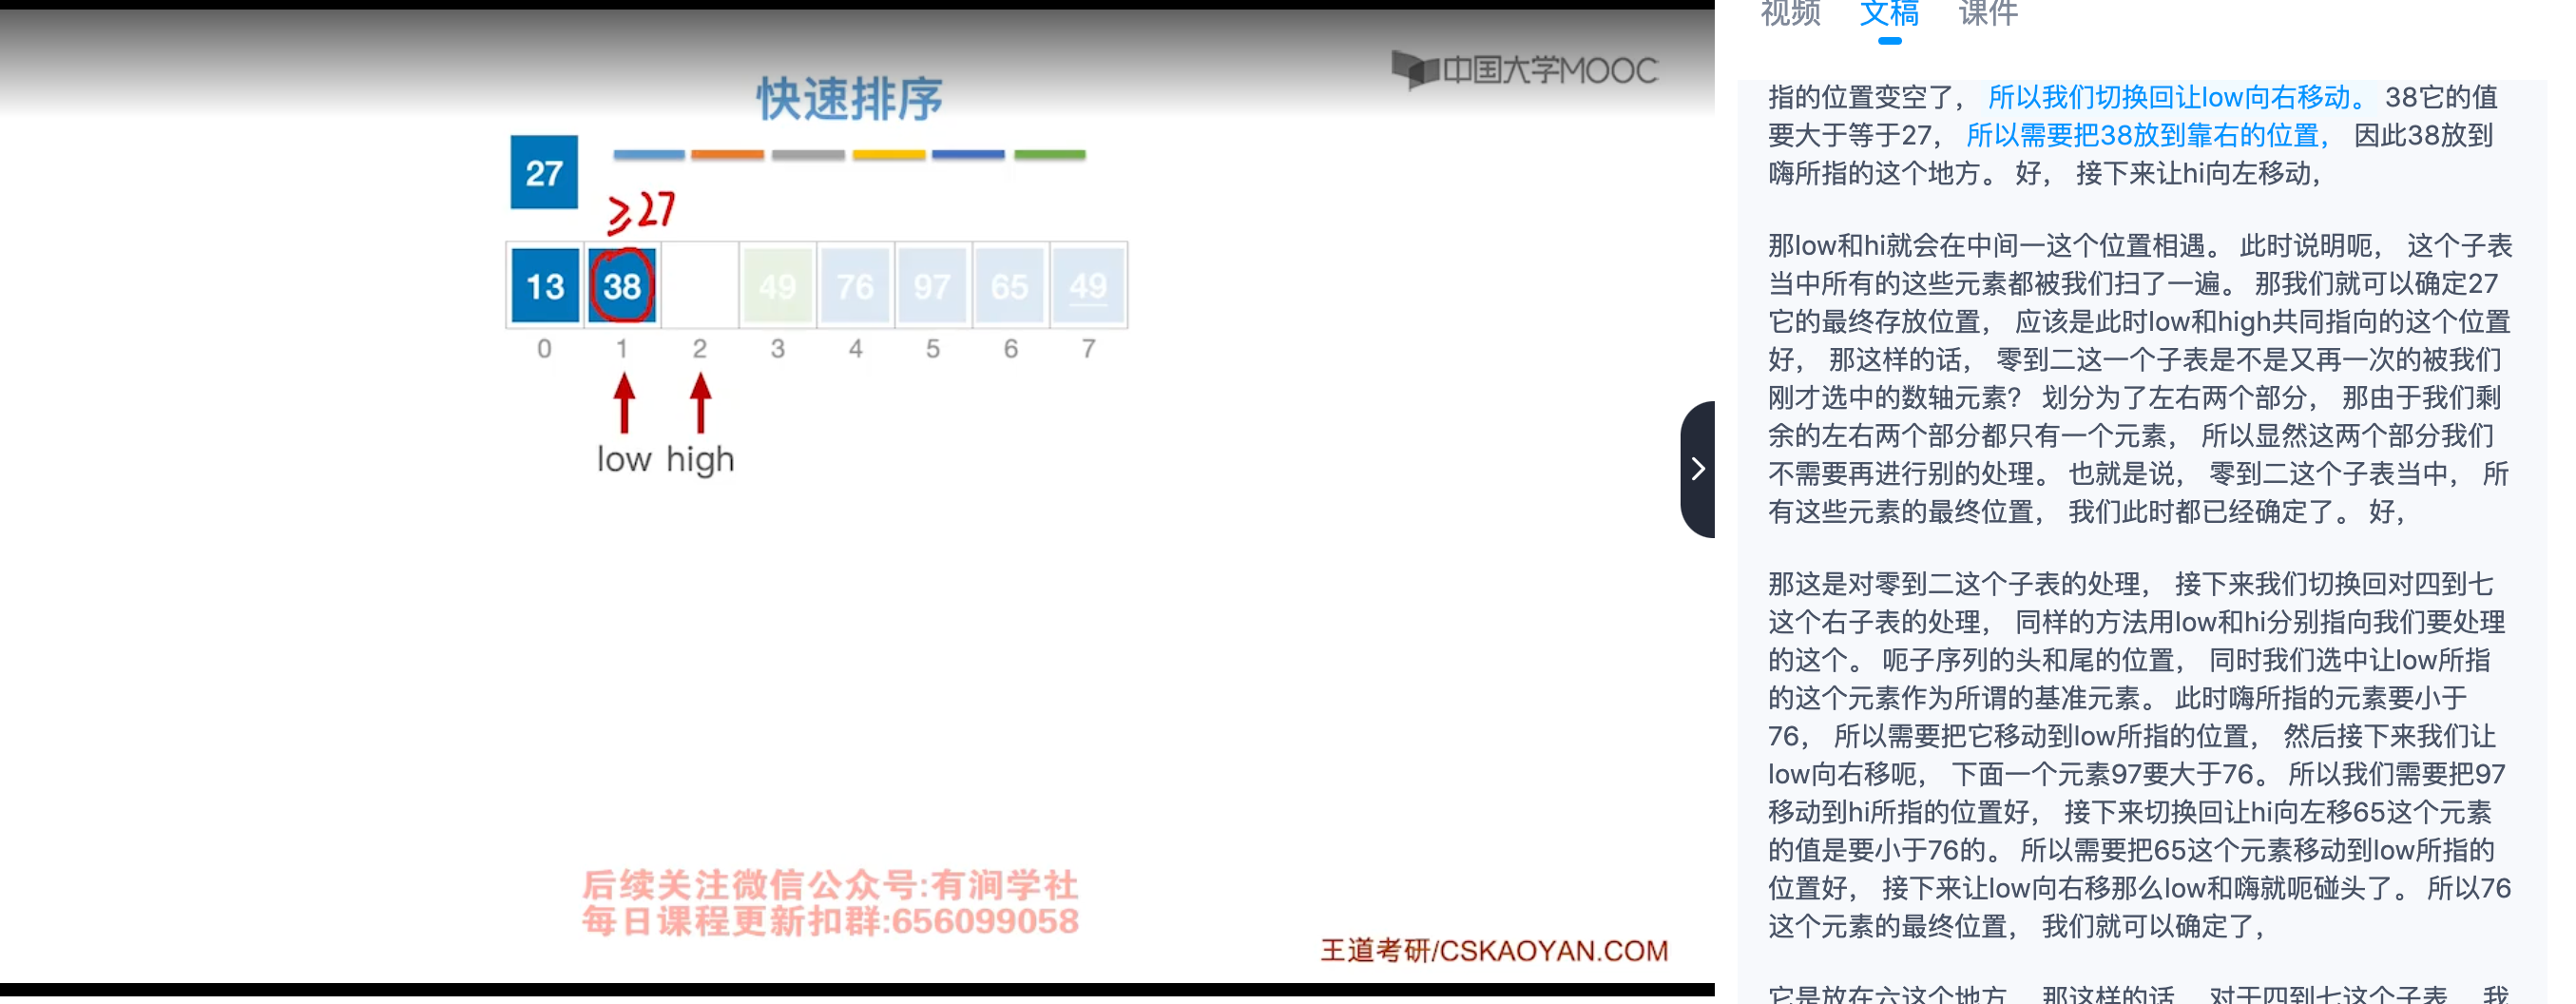 中国大学MOOC
快速排序
27
≥27
13 38 49 76 97 65 49
0 1 2 3 4 5 6 7
low high
后续关注微信公众号:有涧学社
每日课程更新扣群:656099058
王道考研/CSKAOYAN.COM
视频 文稿 课件
指的位置变空了， 所以我们切换回让low向右移动。 38它的值
要大于等于27， 所以需要把38放到靠右的位置， 因此38放到
嗨所指的这个地方。 好， 接下来让hi向左移动，
那low和hi就会在中间一这个位置相遇。 此时说明呃， 这个子表
当中所有的这些元素都被我们扫了一遍。 那我们就可以确定27
它的最终存放位置， 应该是此时low和high共同指向的这个位置
好， 那这样的话， 零到二这一个子表是不是又再一次的被我们
刚才选中的数轴元素? 划分为了左右两个部分， 那由于我们剩
余的左右两个部分都只有一个元素， 所以显然这两个部分我们
不需要再进行别的处理。 也就是说， 零到二这个子表当中， 所
有这些元素的最终位置， 我们此时都已经确定了。 好，
那这是对零到二这个子表的处理， 接下来我们切换回对四到七
这个右子表的处理， 同样的方法用low和hi分别指向我们要处理
的这个。 呃子序列的头和尾的位置， 同时我们选中让low所指
的这个元素作为所谓的基准元素。 此时嗨所指的元素要小于
76， 所以需要把它移动到low所指的位置， 然后接下来我们让
low向右移呃， 下面一个元素97要大于76。 所以我们需要把97
移动到hi所指的位置好， 接下来切换回让hi向左移65这个元素
的值是要小于76的。 所以需要把65这个元素移动到low所指的
位置好， 接下来让low向右移那么low和嗨就呃碰头了。 所以76
这个元素的最终位置， 我们就可以确定了，
它是放在六这个地方， 那这样的话， 对于四到七这个子表， 我